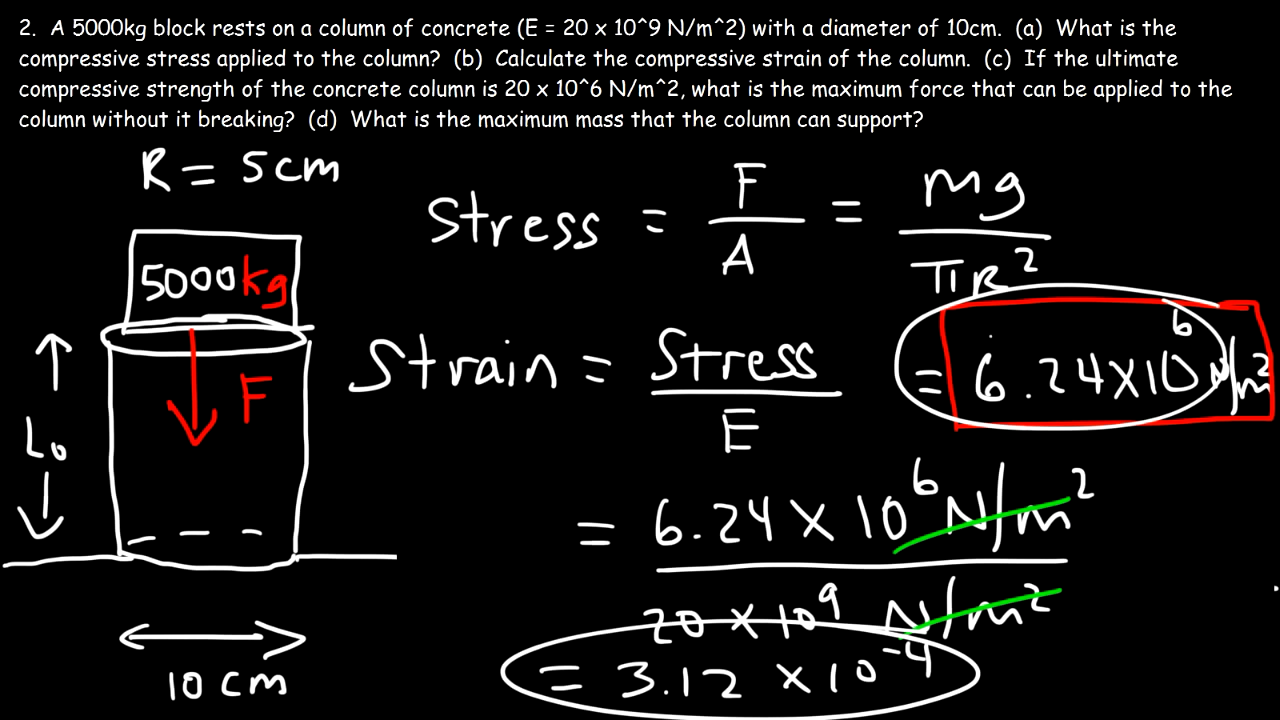 2. A 5000kg block rests on a column of concrete (E = 20 x 10^9 N/m^2) with a diameter of 10cm. (a) What is the
compressive stress applied to the column? (b) Calculate the compressive strain of the column. (c) If the ultimate
compressive strength of the concrete column is 20 x 10^6 N/m^2, what is the maximum force that can be applied to the
column without it breaking? (d) What is the maximum mass that the column can support?
R = 5cm
Stress = F/A = mg/πR²
5000kg
= 6.24×10⁶ N/m²
F
L₀
Strain = Stress/E
= 6.24 × 10⁶ N/m²
20 × 10⁹ N/m²
= 3.12 × 10⁻⁴
10 cm